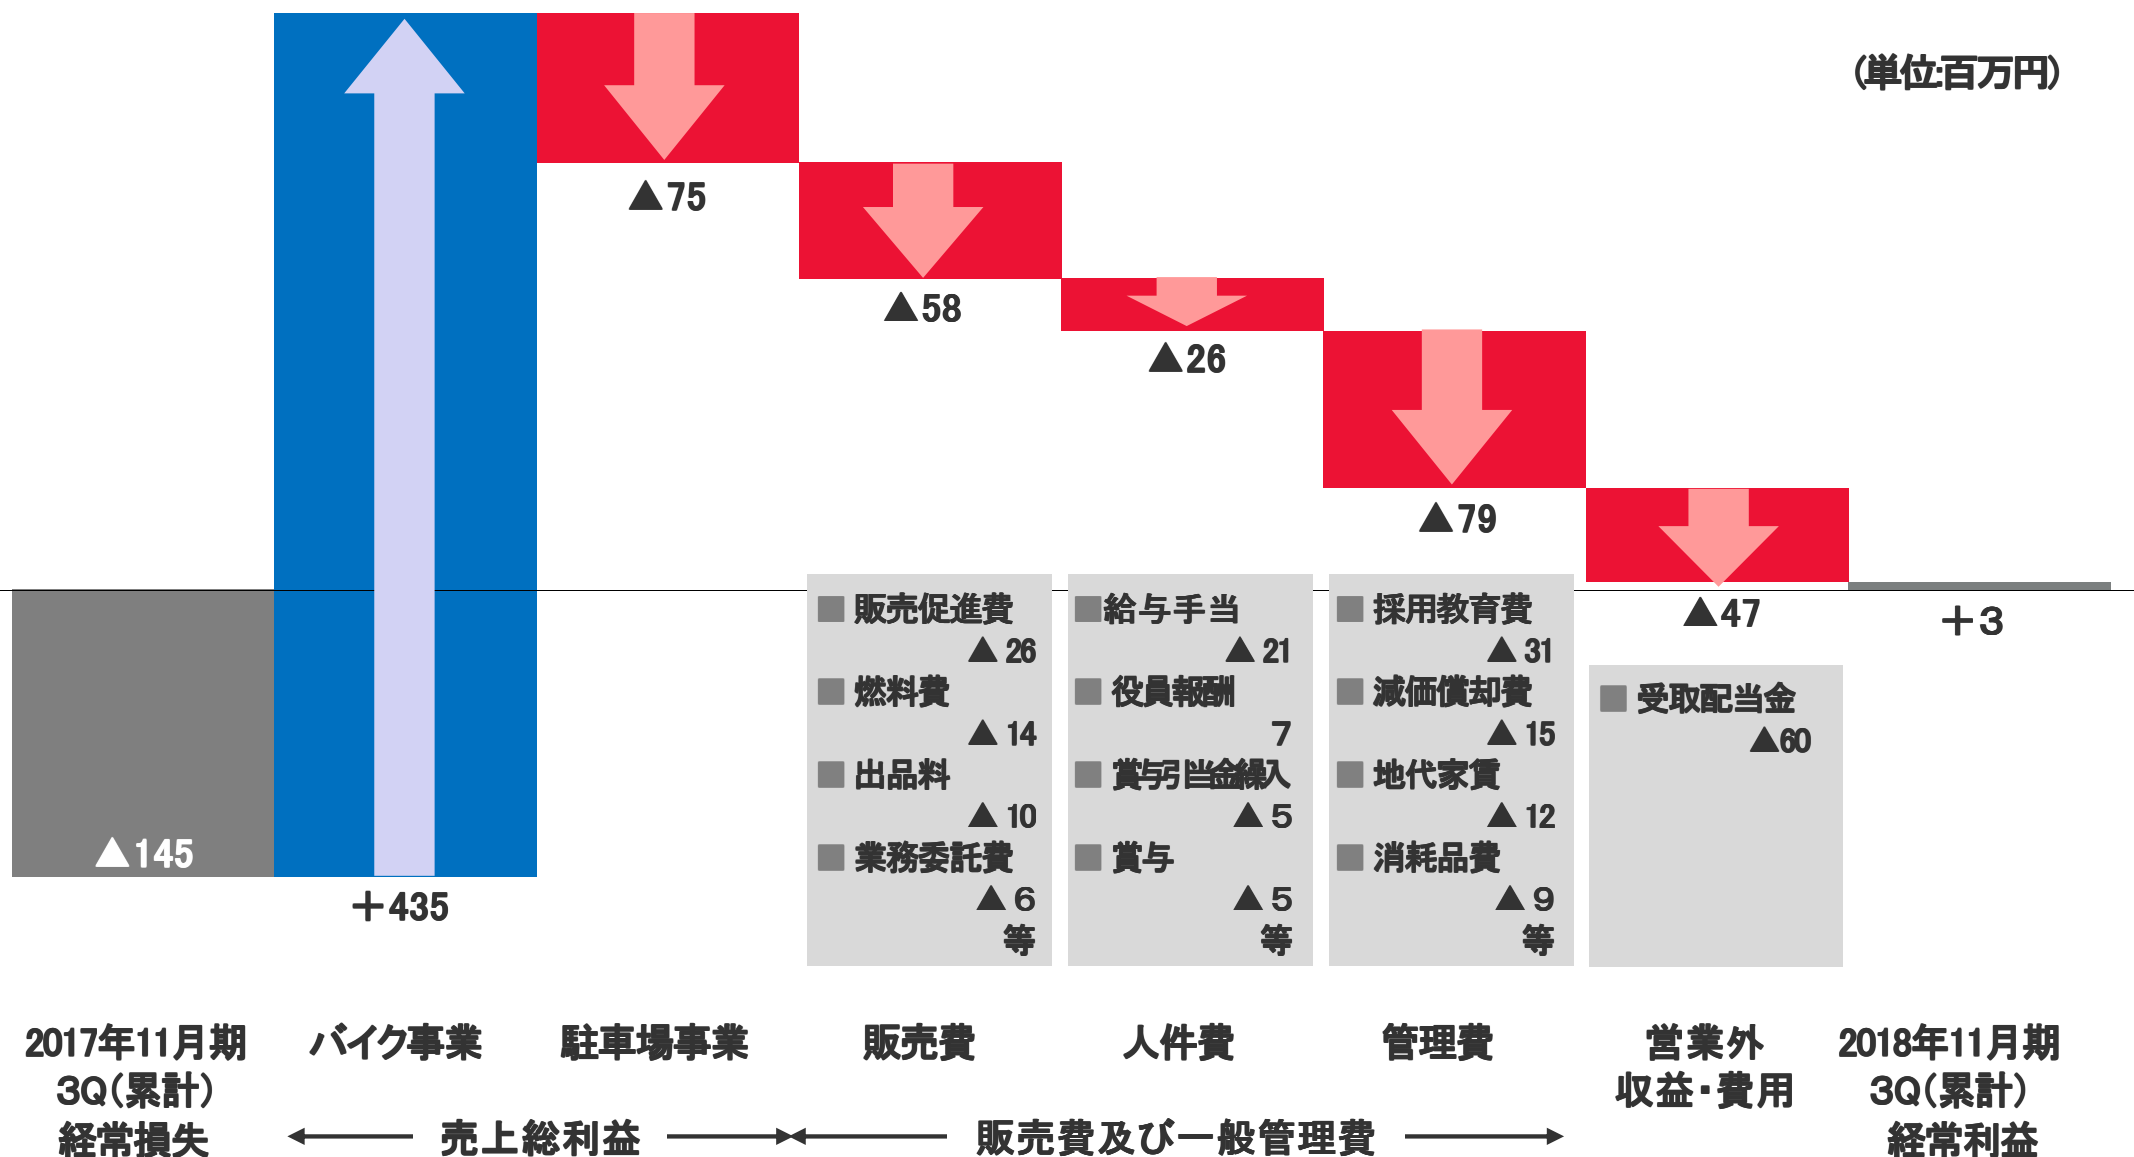 (単位:百万円)
▲75
▲58
▲26
▲79
▲47
＋3
▲145
＋435
■ 販売促進費
▲ 26
■ 燃料費
▲ 14
■ 出品料
▲ 10
■ 業務委託費
▲ 6
等
■給与手当
▲ 21
■ 役員報酬
7
■ 賞与引当金繰入
▲ 5
■ 賞与
▲ 5
等
■ 採用教育費
▲ 31
■ 減価償却費
▲ 15
■ 地代家賃
▲ 12
■ 消耗品費
▲ 9
等
■ 受取配当金
▲60
2017年11月期
3Q(累計)
経常損失
バイク事業
駐車場事業
販売費
人件費
管理費
営業外
収益・費用
2018年11月期
3Q(累計)
経常利益
売上総利益
販売費及び一般管理費